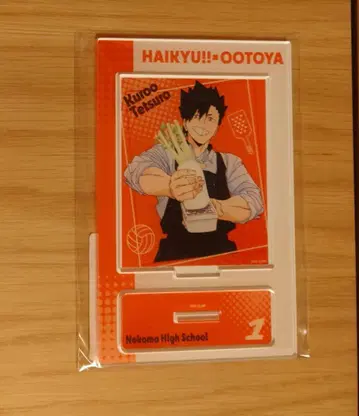 HAIKYU!!×OOTOYA
Kuroo
Tetsuro
Nekoma High School
1